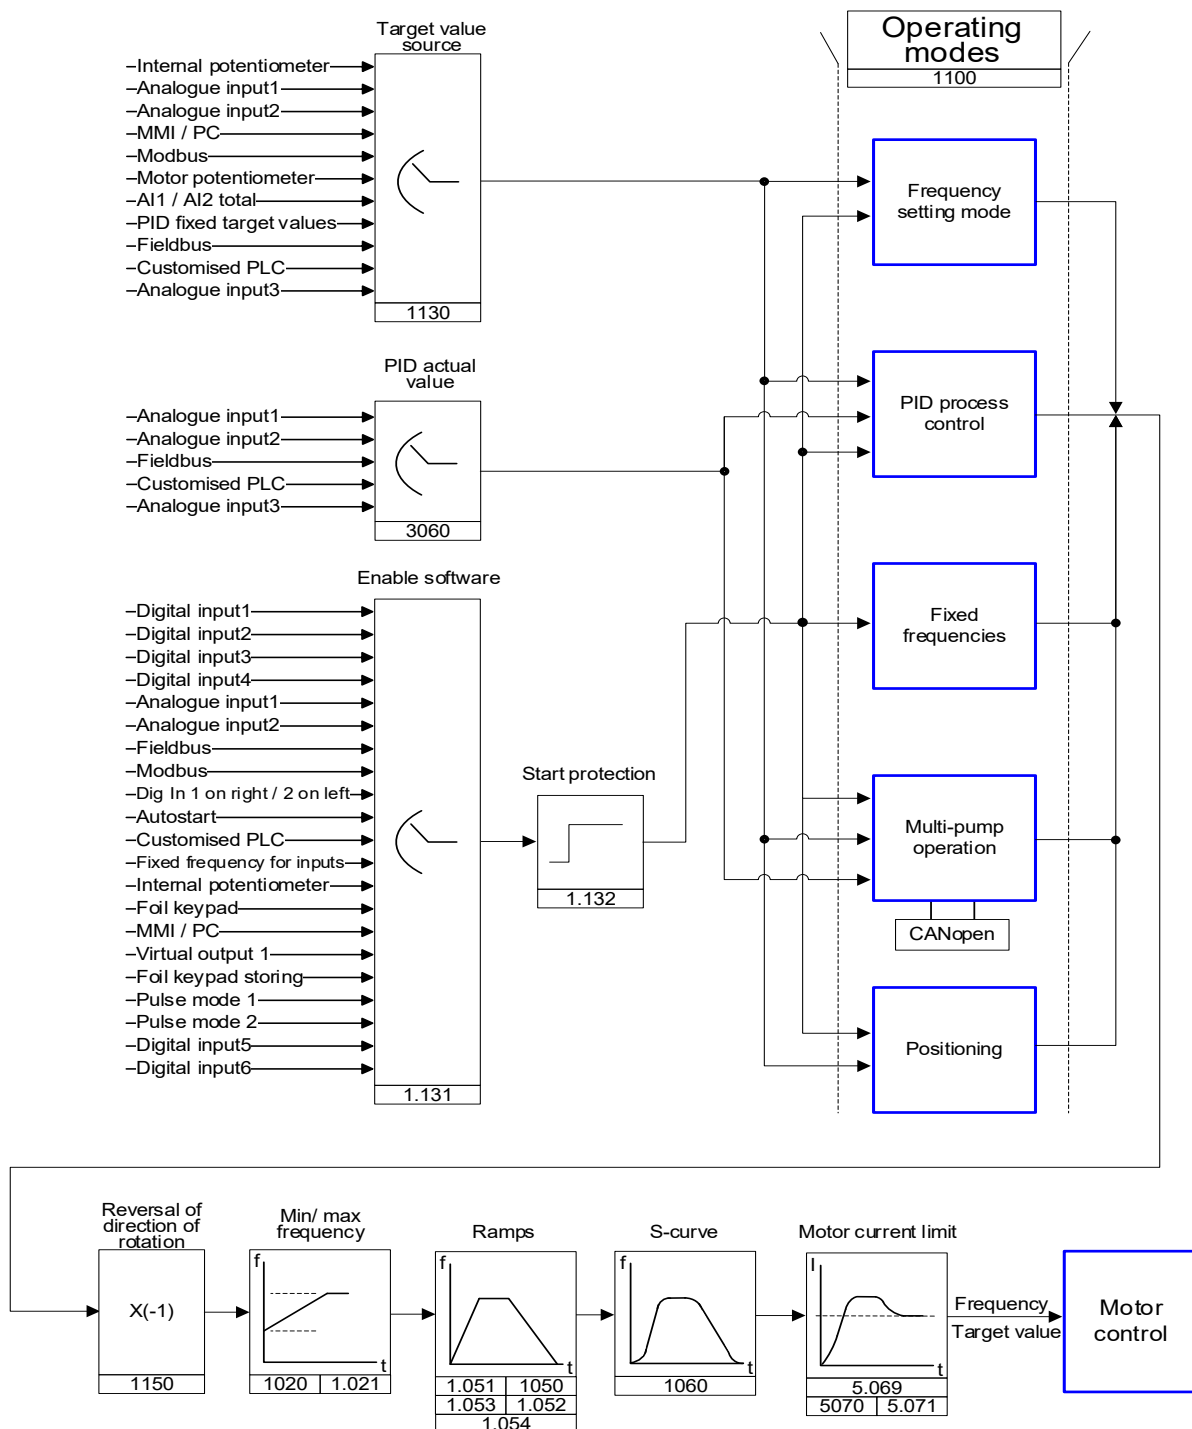 Target value
source
–Internal potentiometer
–Analogue input1
–Analogue input2
–MMI / PC
–Modbus
–Motor potentiometer
–AI1 / AI2 total
–PID fixed target values
–Fieldbus
–Customised PLC
–Analogue input3
1130
Operating
modes
1100
Frequency
setting mode
PID actual
value
–Analogue input1
–Analogue input2
–Fieldbus
–Customised PLC
–Analogue input3
3060
PID process
control
Enable software
–Digital input1
–Digital input2
–Digital input3
–Digital input4
–Analogue input1
–Analogue input2
–Fieldbus
–Modbus
–Dig In 1 on right / 2 on left
–Autostart
–Customised PLC
–Fixed frequency for inputs
–Internal potentiometer
–Foil keypad
–MMI / PC
–Virtual output 1
–Foil keypad storing
–Pulse mode 1
–Pulse mode 2
–Digital input5
–Digital input6
1.131
Start protection
1.132
Fixed
frequencies
Multi-pump
operation
CANopen
Positioning
Reversal of
direction of
rotation
X(-1)
1150
Min/ max
frequency
f
t
1020 1.021
Ramps
f
t
1.051 1050
1.053 1.052
1.054
S-curve
f
t
1060
Motor current limit
I
t
5.069
5070 5.071
Frequency
Target value
Motor
control